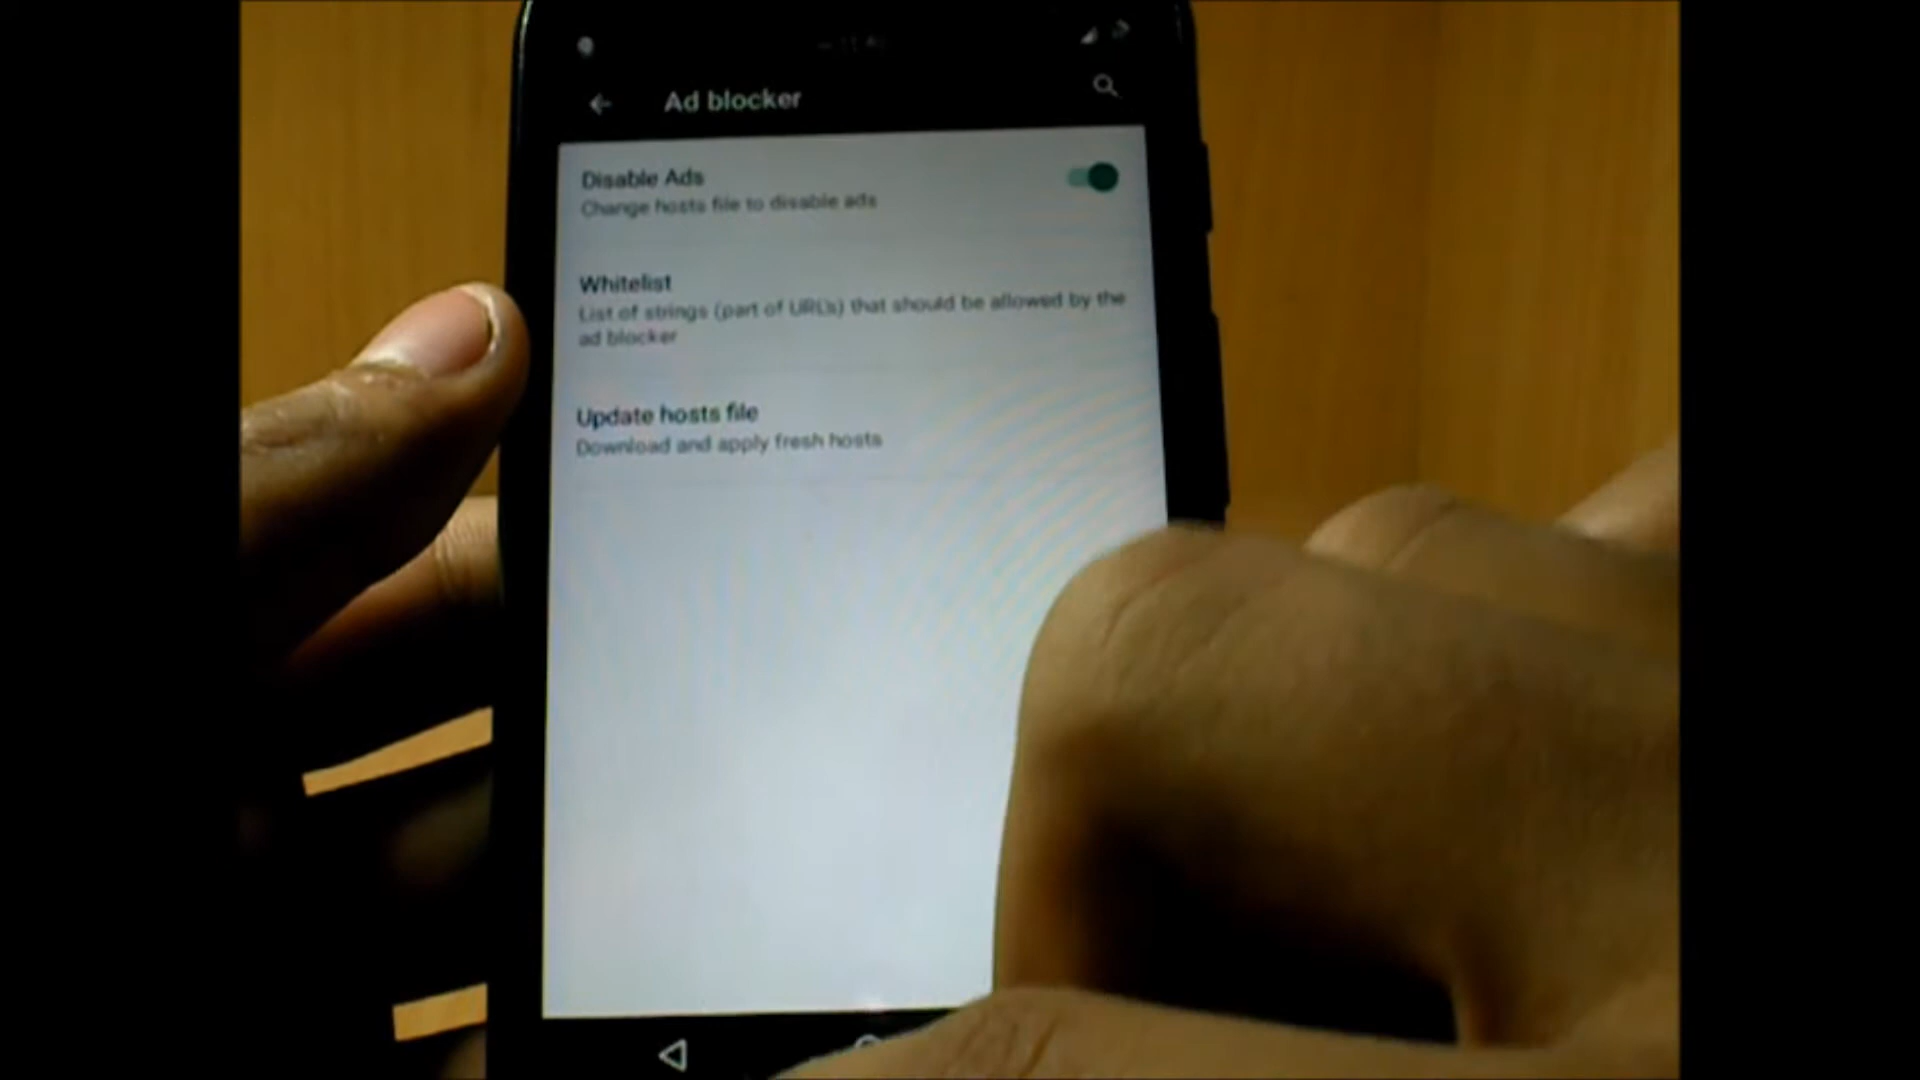 Ad blocker
Disable Ads
Change hosts file to disable ads
Whitelist
List of strings (part of URLs) that should be allowed by the
ad blocker
Update hosts file
Download and apply fresh hosts